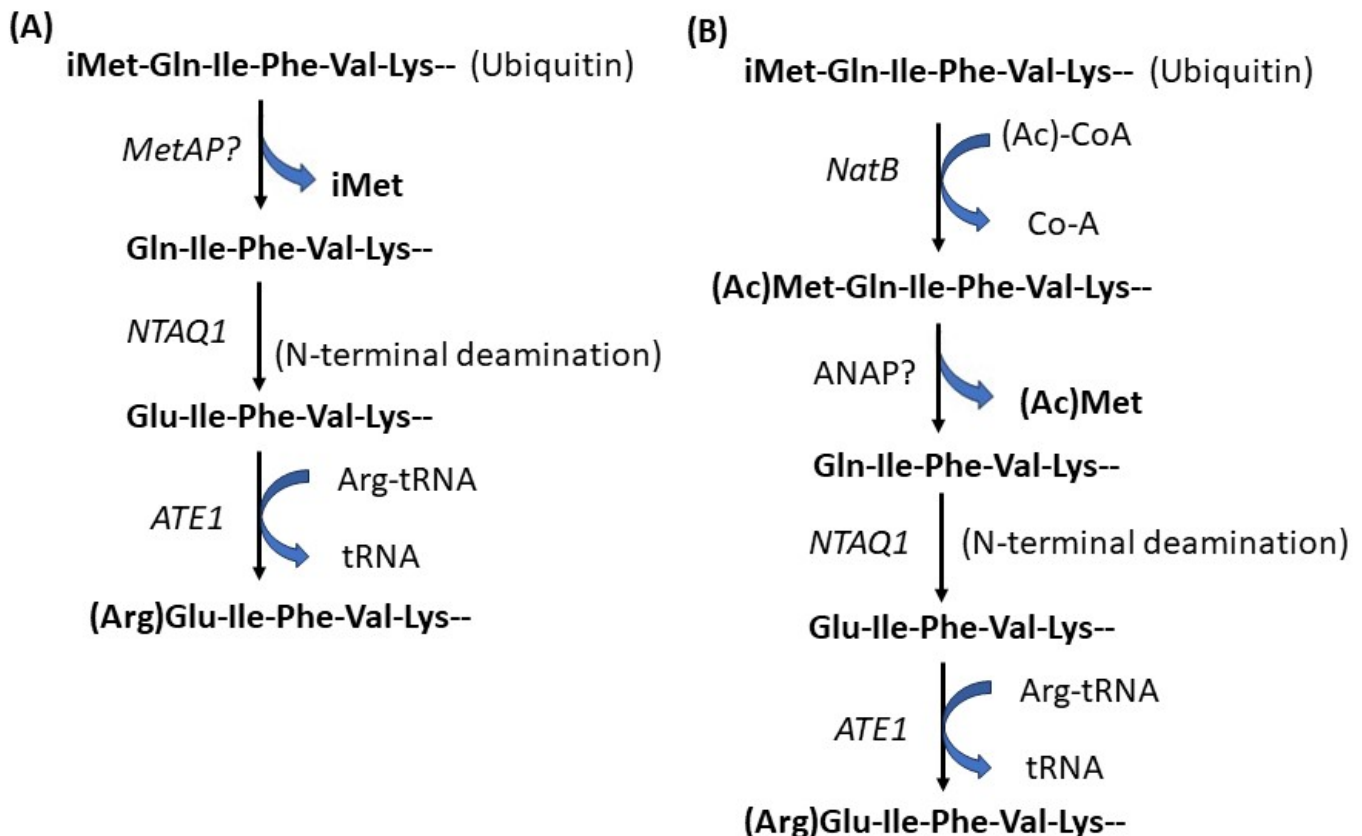 (A)
iMet-Gln-Ile-Phe-Val-Lys-- (Ubiquitin)
MetAP?
iMet
Gln-Ile-Phe-Val-Lys--
NTAQ1
(N-terminal deamination)
Glu-Ile-Phe-Val-Lys--
Arg-tRNA
ATE1
tRNA
(Arg)Glu-Ile-Phe-Val-Lys--
(B)
iMet-Gln-Ile-Phe-Val-Lys-- (Ubiquitin)
(Ac)-CoA
NatB
Co-A
(Ac)Met-Gln-Ile-Phe-Val-Lys--
ANAP?
(Ac)Met
Gln-Ile-Phe-Val-Lys--
NTAQ1 (N-terminal deamination)
Glu-Ile-Phe-Val-Lys--
Arg-tRNA
ATE1
tRNA
(Arg)Glu-Ile-Phe-Val-Lys--